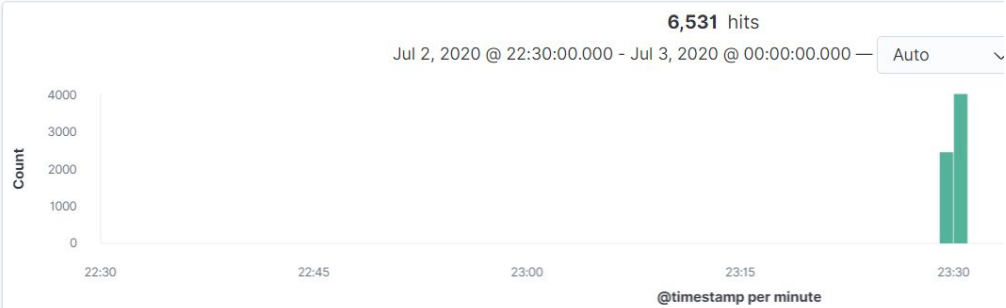 6,531 hits
Jul 2, 2020 @ 22:30:00.000 - Jul 3, 2020 @ 00:00:00.000 — Auto
4000
3000
2000
1000
0
Count
22:30 22:45 23:00 23:15 23:30
@timestamp per minute